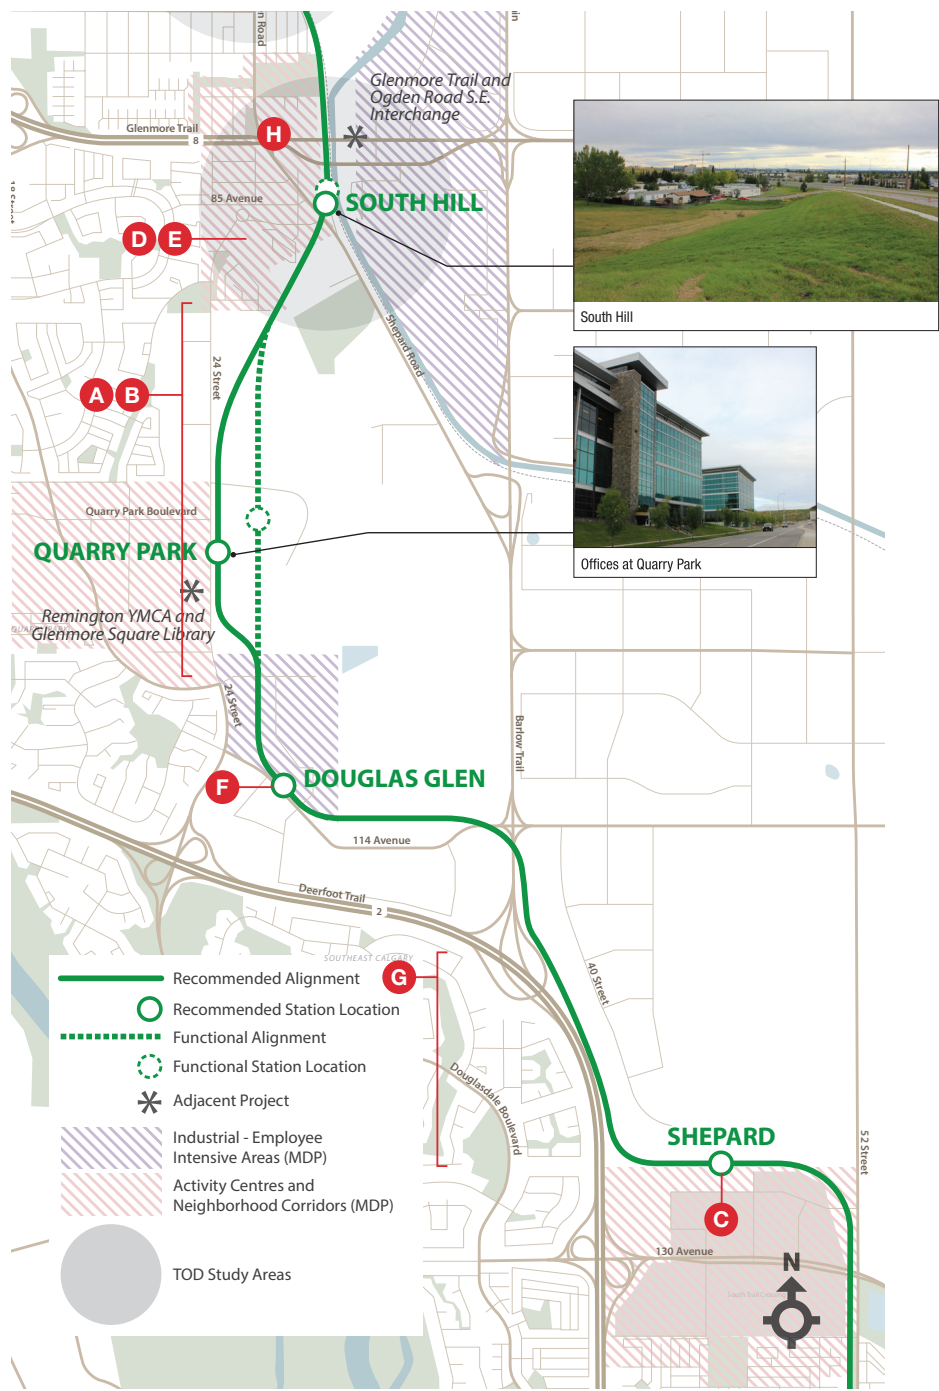 Glenmore Trail and
Ogden Road S.E.
Interchange
Glenmore Trail
8
H
85 Avenue
SOUTH HILL
D
E
South Hill
Shepard Road
24 Street
A
B
Offices at Quarry Park
Quarry Park Boulevard
QUARRY PARK
Remington YMCA and
Glenmore Square Library
24 Street
Barlow Trail
DOUGLAS GLEN
F
114 Avenue
Deerfoot Trail
2
SOUTHEAST CALGARY
G
40 Street
Recommended Alignment
Recommended Station Location
Functional Alignment
Functional Station Location
Adjacent Project
Industrial - Employee
Intensive Areas (MDP)
Activity Centres and
Neighborhood Corridors (MDP)
TOD Study Areas
Douglasdale Boulevard
SHEPARD
52 Street
C
130 Avenue
N